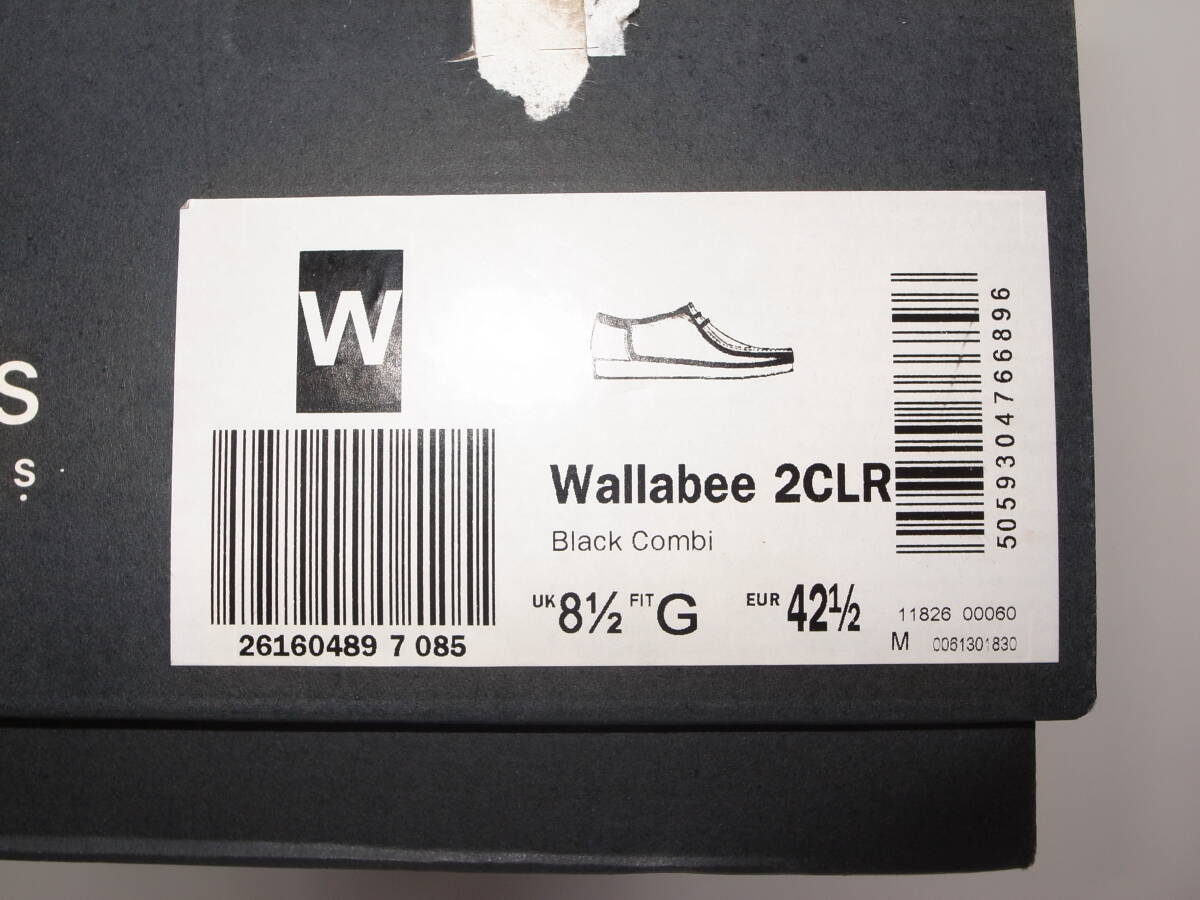 S
S
W
Wallabee 2CLR
Black Combi
UK 8½ FIT G EUR 42½
26160489 7 085
5059304766896
11826 00060
M 0061301830